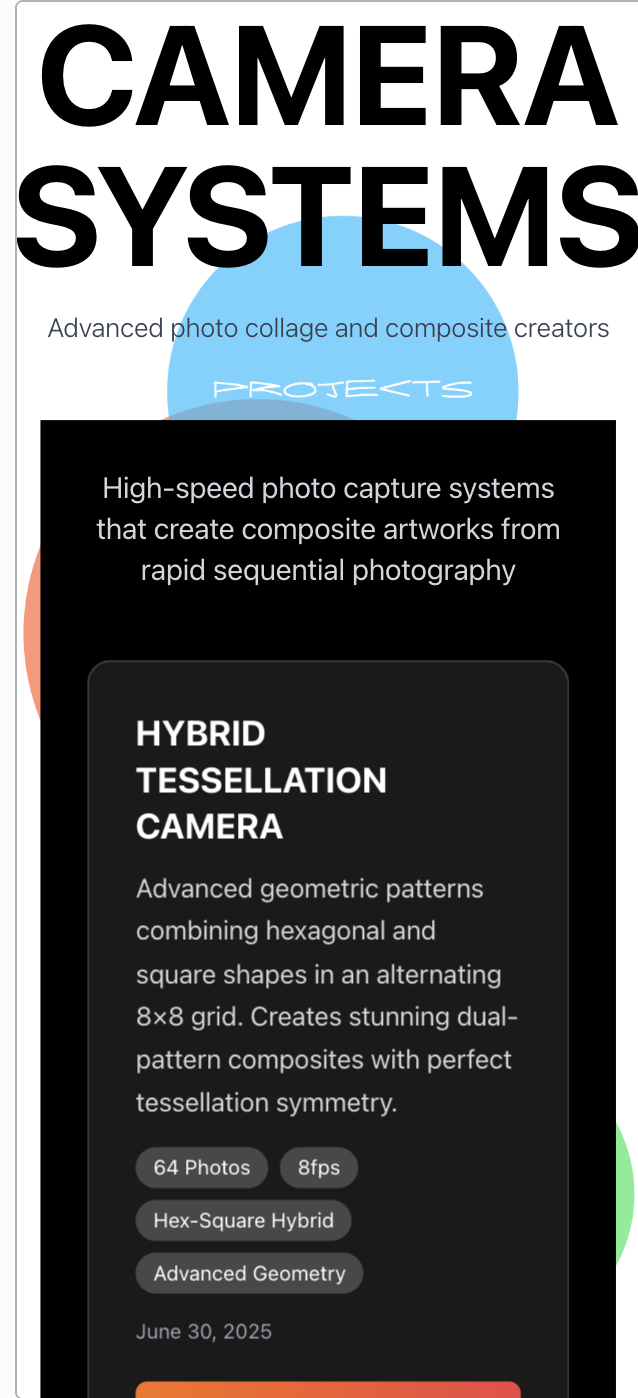 CAMERA
SYSTEMS
Advanced photo collage and composite creators
PROJECTS
High-speed photo capture systems
that create composite artworks from
rapid sequential photography
HYBRID
TESSELLATION
CAMERA
Advanced geometric patterns
combining hexagonal and
square shapes in an alternating
8×8 grid. Creates stunning dual-
pattern composites with perfect
tessellation symmetry.
64 Photos 8fps
Hex-Square Hybrid
Advanced Geometry
June 30, 2025